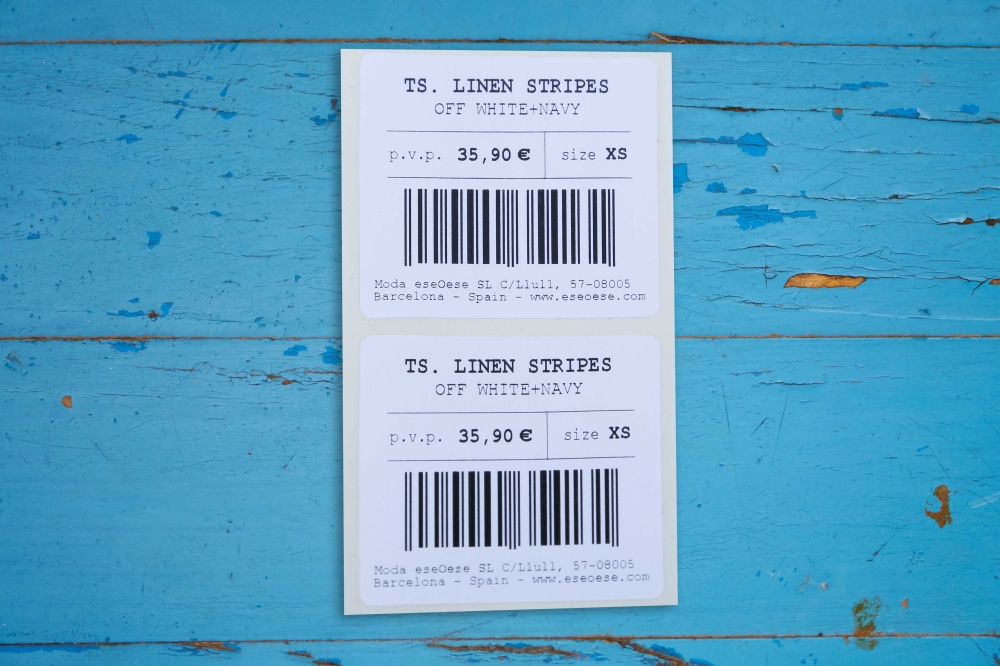 TS. LINEN STRIPES
OFF WHITE+NAVY
p.v.p. 35,90 € size XS
Moda eseOese SL C/Llull, 57-08005
Barcelona - Spain - www.eseoese.com
TS. LINEN STRIPES
OFF WHITE+NAVY
p.v.p. 35,90 € size XS
Moda eseOese SL C/Llull, 57-08005
Barcelona - Spain - www.eseoese.com